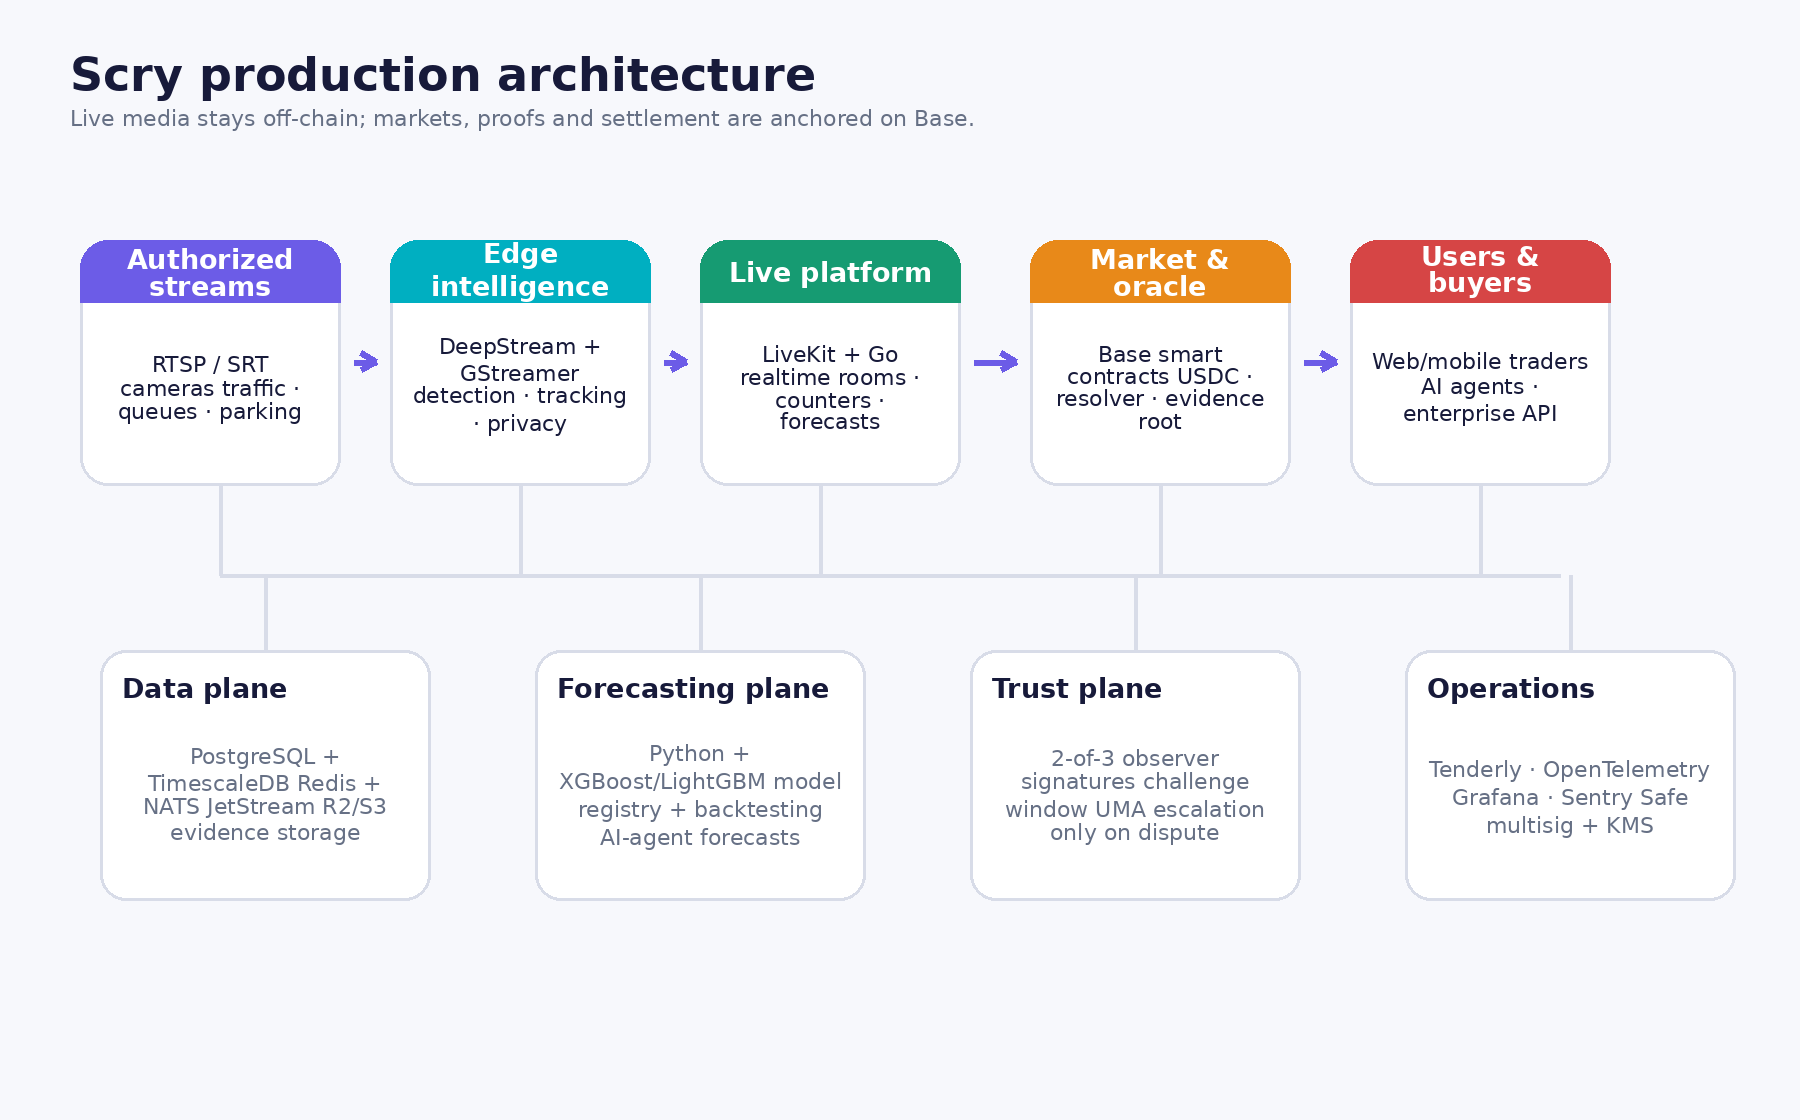 Scry production architecture
Live media stays off-chain; markets, proofs and settlement are anchored on Base.
Authorized
streams
RTSP / SRT
cameras traffic ·
queues · parking
Edge
intelligence
DeepStream +
GStreamer
detection · tracking
· privacy
Live platform
LiveKit + Go
realtime rooms ·
counters ·
forecasts
Market &
oracle
Base smart
contracts USDC ·
resolver · evidence
root
Users &
buyers
Web/mobile traders
AI agents ·
enterprise API
Data plane
PostgreSQL +
TimescaleDB Redis +
NATS JetStream R2/S3
evidence storage
Forecasting plane
Python +
XGBoost/LightGBM model
registry + backtesting
AI-agent forecasts
Trust plane
2-of-3 observer
signatures challenge
window UMA escalation
only on dispute
Operations
Tenderly · OpenTelemetry
Grafana · Sentry Safe
multisig + KMS